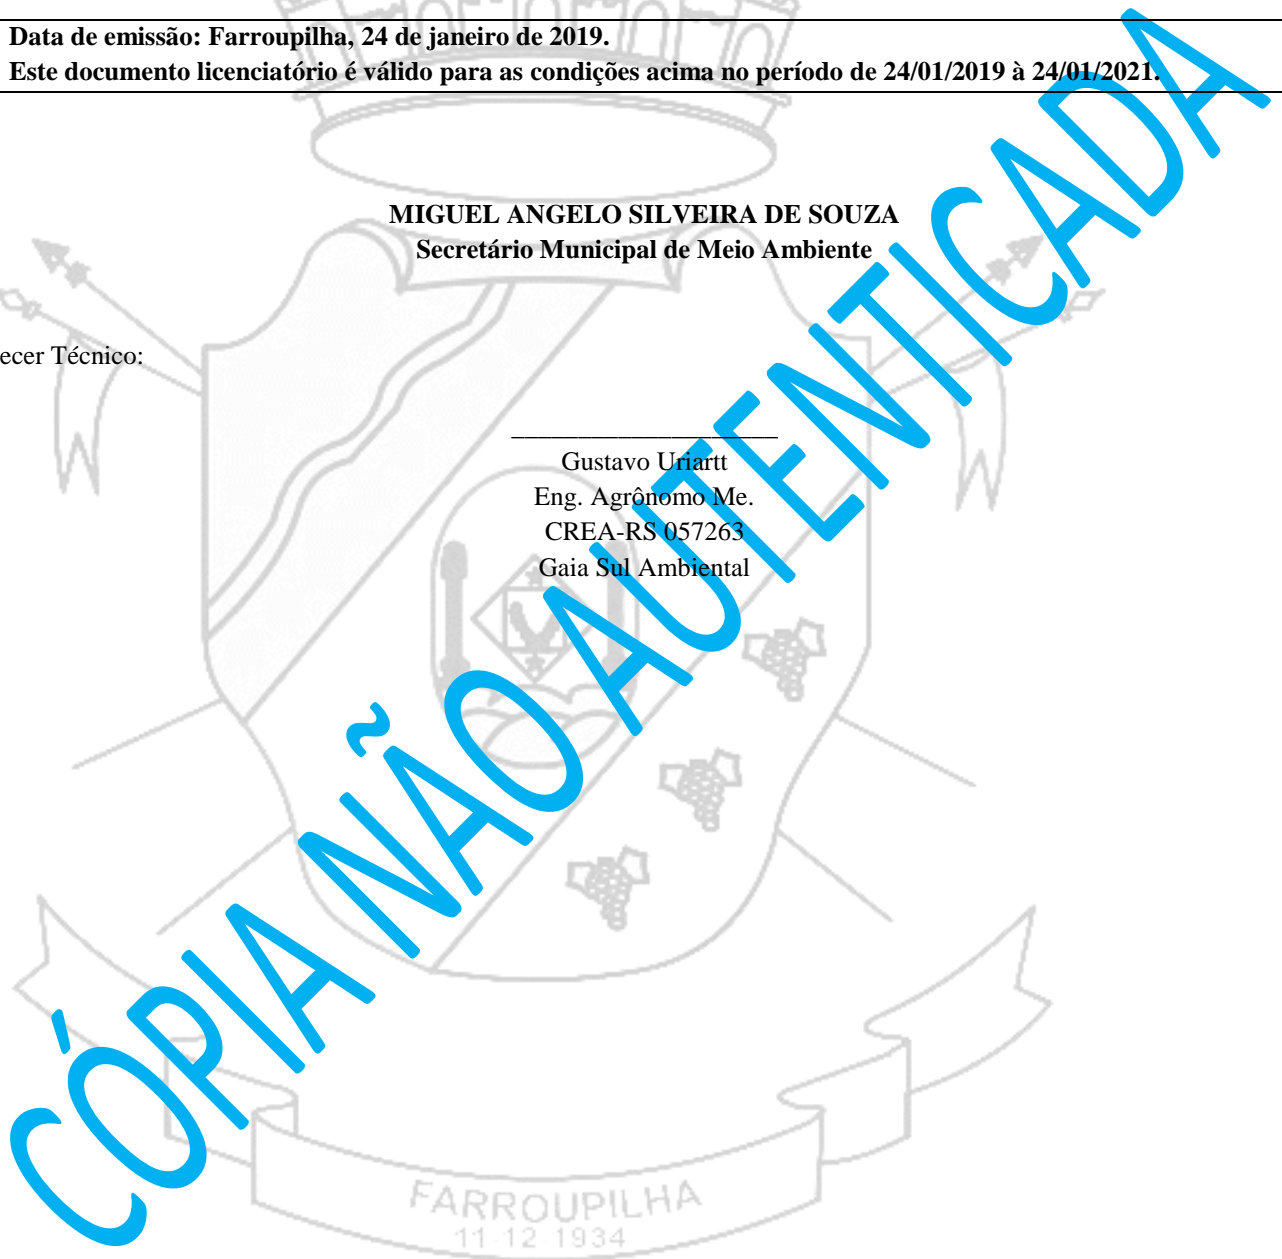 Data de emissão: Farroupilha, 24 de janeiro de 2019.
Este documento licenciatório é válido para as condições acima no período de 24/01/2019 à 24/01/2021.
MIGUEL ANGELO SILVEIRA DE SOUZA
Secretário Municipal de Meio Ambiente
ecer Técnico:
____________________
Gustavo Uriartt
Eng. Agrônomo Me.
CREA-RS 057263
Gaia Sul Ambiental
CÓPIA NÃO AUTENTICADA
FARROUPILHA
11-12-1934